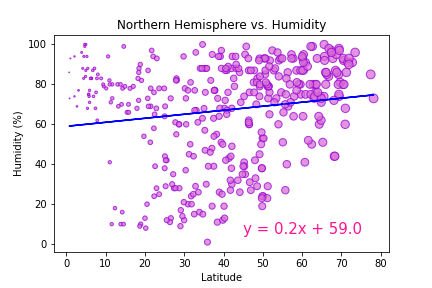 Northern Hemisphere vs. Humidity
100
80
60
40
20
0
Humidity (%)
y = 0.2x + 59.0
0 10 20 30 40 50 60 70 80
Latitude